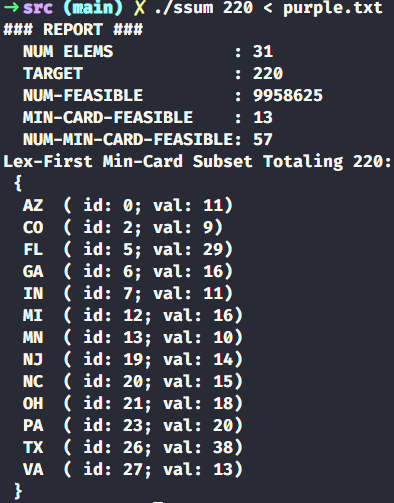 →src (main) ✗ ./ssum 220 < purple.txt
### REPORT ###
  NUM ELEMS            : 31
  TARGET               : 220
  NUM-FEASIBLE         : 9958625
  MIN-CARD-FEASIBLE    : 13
  NUM-MIN-CARD-FEASIBLE: 57
Lex-First Min-Card Subset Totaling 220:
 {
  AZ  ( id: 0; val: 11)
  CO  ( id: 2; val: 9)
  FL  ( id: 5; val: 29)
  GA  ( id: 6; val: 16)
  IN  ( id: 7; val: 11)
  MI  ( id: 12; val: 16)
  MN  ( id: 13; val: 10)
  NJ  ( id: 19; val: 14)
  NC  ( id: 20; val: 15)
  OH  ( id: 21; val: 18)
  PA  ( id: 23; val: 20)
  TX  ( id: 26; val: 38)
  VA  ( id: 27; val: 13)
 }